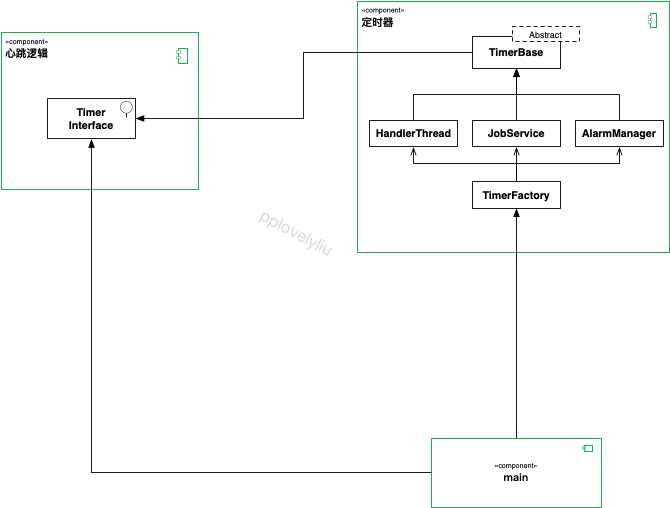 «component»
心跳逻辑
Timer
Interface
«component»
定时器
Abstract
TimerBase
HandlerThread
JobService
AlarmManager
TimerFactory
pplovelyliu
«component»
main